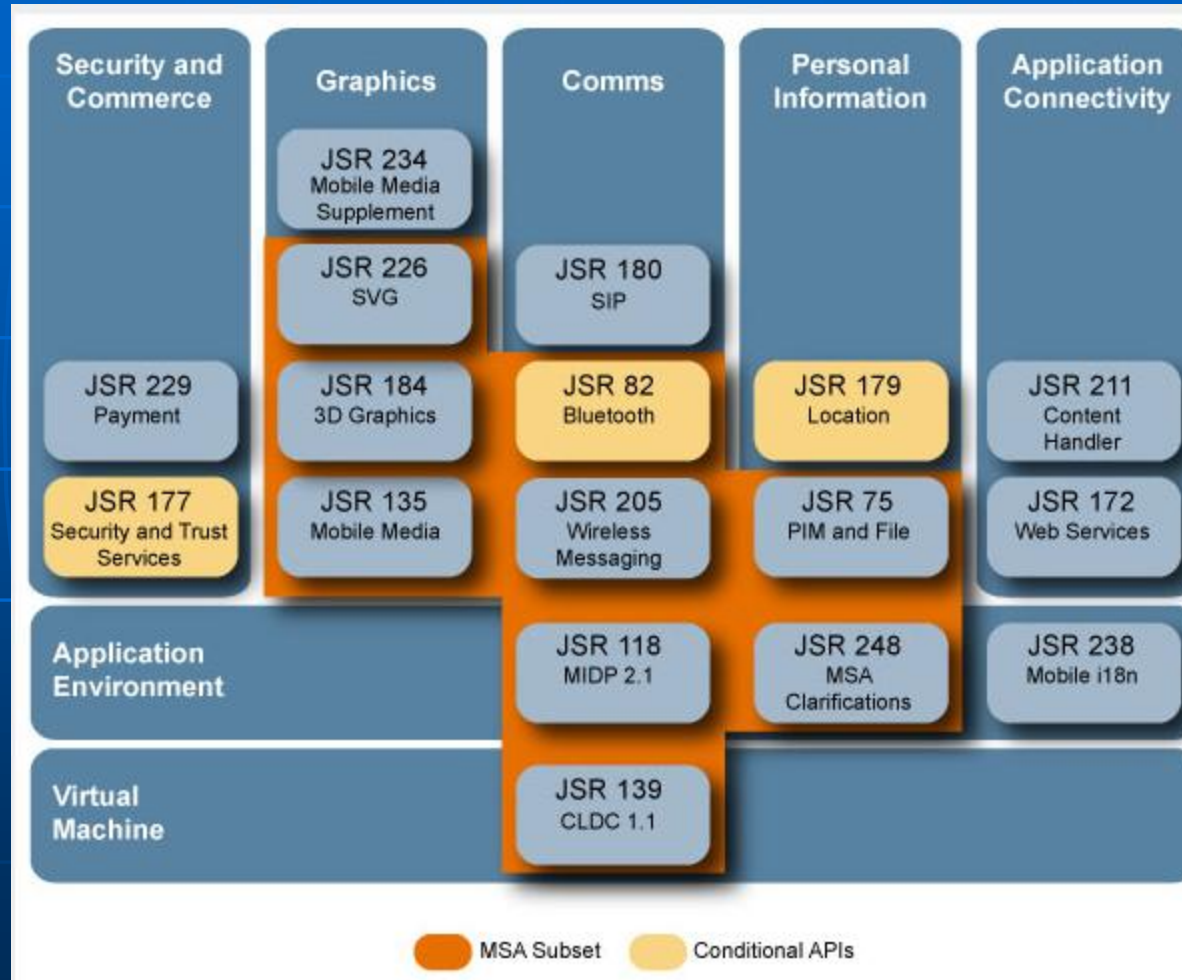 Security and
Commerce
Graphics
Comms
Personal
Information
Application
Connectivity
JSR 234
Mobile Media
Supplement
JSR 226
SVG
JSR 180
SIP
JSR 229
Payment
JSR 184
3D Graphics
JSR 82
Bluetooth
JSR 179
Location
JSR 211
Content
Handler
JSR 177
Security and Trust
Services
JSR 135
Mobile Media
JSR 205
Wireless
Messaging
JSR 75
PIM and File
JSR 172
Web Services
Application
Environment
JSR 118
MIDP 2.1
JSR 248
MSA
Clarifications
JSR 238
Mobile i18n
Virtual
Machine
JSR 139
CLDC 1.1
MSA Subset
Conditional APIs